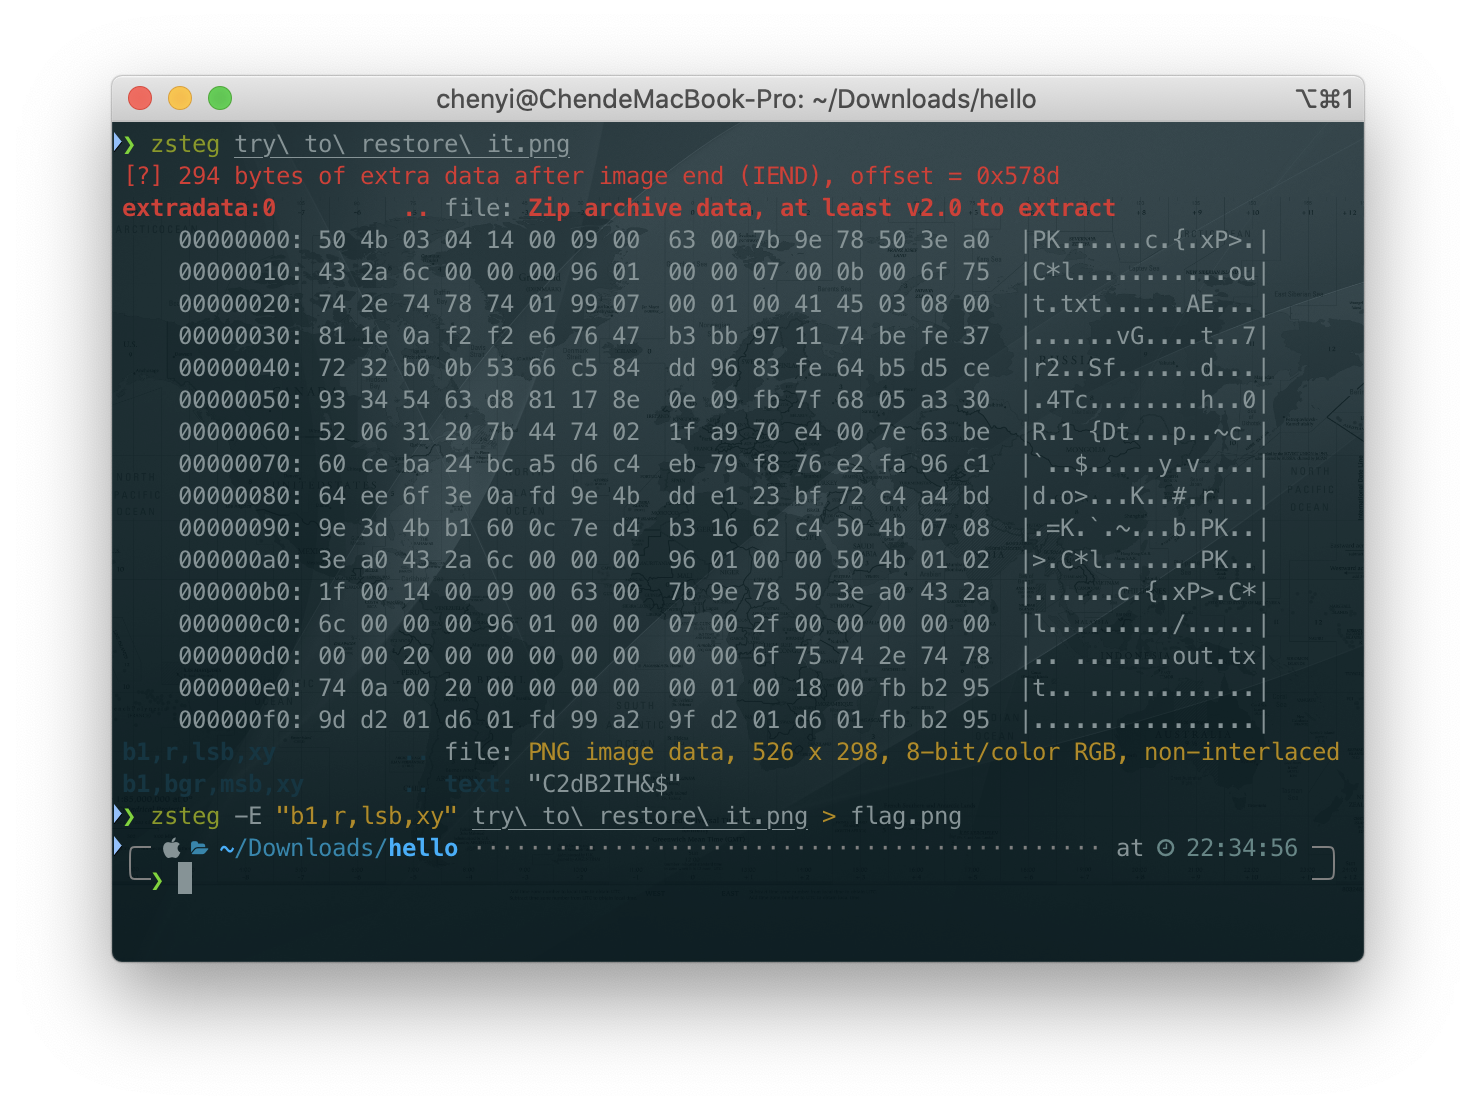 chenyi@ChendeMacBook-Pro: ~/Downloads/hello ⌥⌘1
❯ zsteg try\ to\ restore\ it.png
[?] 294 bytes of extra data after image end (IEND), offset = 0x578d
extradata:0 .. file: Zip archive data, at least v2.0 to extract
00000000: 50 4b 03 04 14 00 09 00 63 00 7b 9e 78 50 3e a0 |PK......c.{.xP>.|
00000010: 43 2a 6c 00 00 00 96 01 00 00 07 00 0b 00 6f 75 |C*l...........ou|
00000020: 74 2e 74 78 74 01 99 07 00 01 00 41 45 03 08 00 |t.txt......AE...|
00000030: 81 1e 0a f2 f2 e6 76 47 b3 bb 97 11 74 be fe 37 |......vG....t..7|
00000040: 72 32 b0 0b 53 66 c5 84 dd 96 83 fe 64 b5 d5 ce |r2..Sf......d...|
00000050: 93 34 54 63 d8 81 17 8e 0e 09 fb 7f 68 05 a3 30 |.4Tc........h..0|
00000060: 52 06 31 20 7b 44 74 02 1f a9 70 e4 00 7e 63 be |R.1 {Dt...p..~c.|
00000070: 60 ce ba 24 bc a5 d6 c4 eb 79 f8 76 e2 fa 96 c1 |`..$.....y.v....|
00000080: 64 ee 6f 3e 0a fd 9e 4b dd e1 23 bf 72 c4 a4 bd |d.o>...K..#.r...|
00000090: 9e 3d 4b b1 60 0c 7e d4 b3 16 62 c4 50 4b 07 08 |.=K.`.~...b.PK..|
000000a0: 3e a0 43 2a 6c 00 00 00 96 01 00 00 50 4b 01 02 |>.C*l.......PK..|
000000b0: 1f 00 14 00 09 00 63 00 7b 9e 78 50 3e a0 43 2a |......c.{.xP>.C*|
000000c0: 6c 00 00 00 96 01 00 00 07 00 2f 00 00 00 00 00 |l........./.....|
000000d0: 00 00 20 00 00 00 00 00 00 00 6f 75 74 2e 74 78 |.. .......out.tx|
000000e0: 74 0a 00 20 00 00 00 00 00 01 00 18 00 fb b2 95 |t.. ............|
000000f0: 9d d2 01 d6 01 fd 99 a2 9f d2 01 d6 01 fb b2 95 |................|
b1,r,lsb,xy .. file: PNG image data, 526 x 298, 8-bit/color RGB, non-interlaced
b1,bgr,msb,xy .. text: "C2dB2IH&$"
❯ zsteg -E "b1,r,lsb,xy" try\ to\ restore\ it.png > flag.png
~/Downloads/hello at 22:34:56
❯